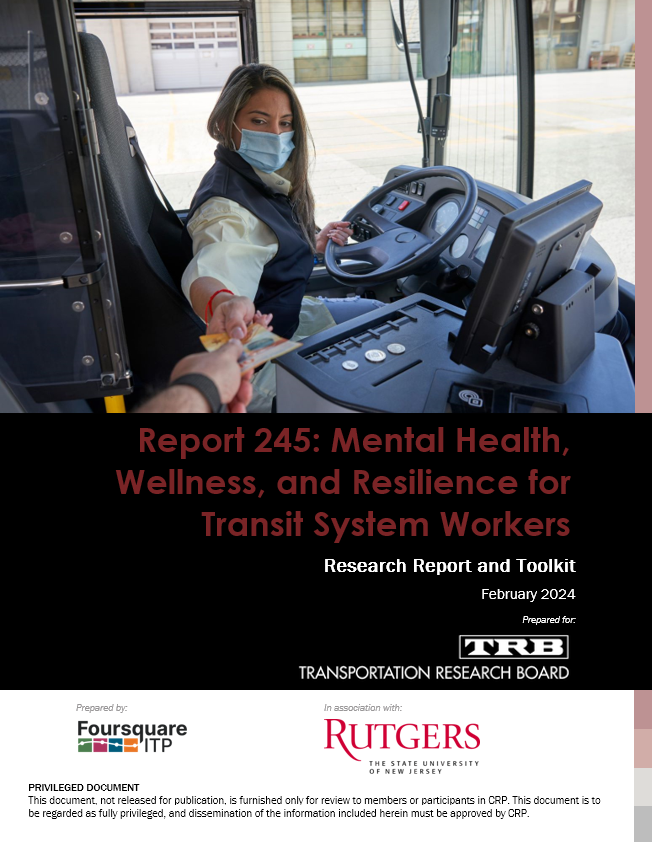 Report 245: Mental Health,
Wellness, and Resilience for
Transit System Workers
Research Report and Toolkit
February 2024
Prepared for:
TRB
TRANSPORTATION RESEARCH BOARD
Prepared by:
Foursquare
ITP
In association with:
RUTGERS
THE STATE UNIVERSITY
OF NEW JERSEY
PRIVILEGED DOCUMENT
This document, not released for publication, is furnished only for review to members or participants in CRP. This document is to
be regarded as fully privileged, and dissemination of the information included herein must be approved by CRP.